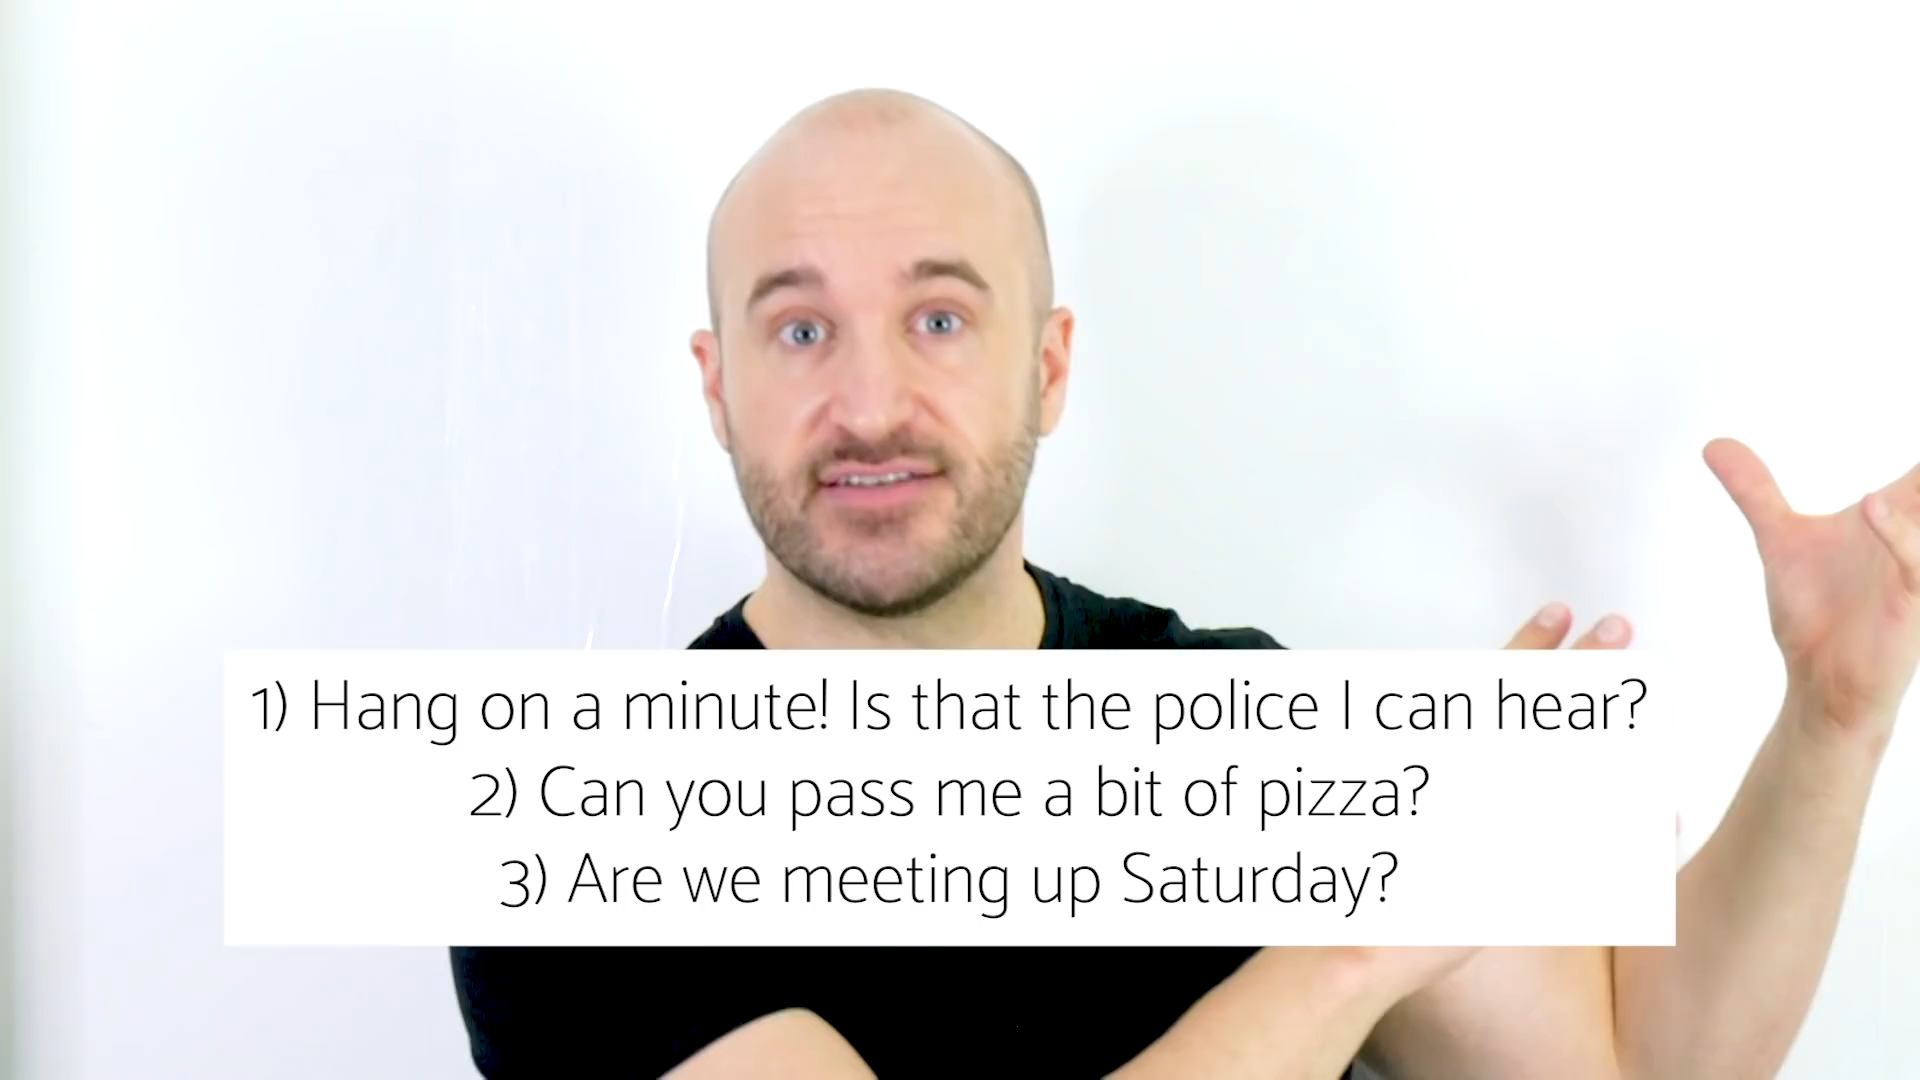 1) Hang on a minute! Is that the police I can hear?
2) Can you pass me a bit of pizza?
3) Are we meeting up Saturday?